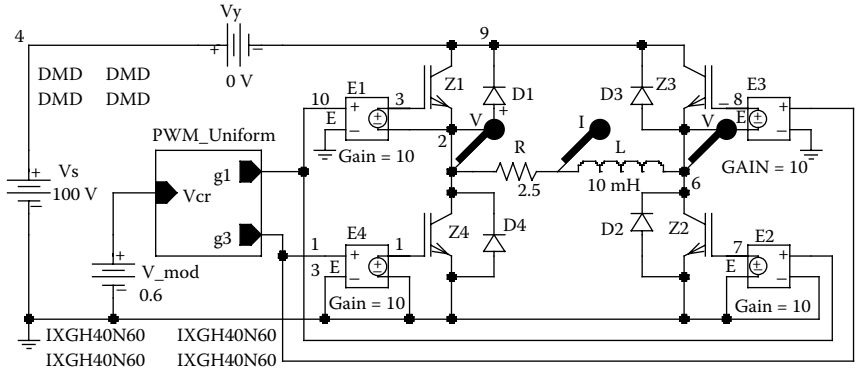 Vy
4
+
−
9
0 V
DMD DMD
DMD DMD
E1
10
+
3
E
−
Gain = 10
Z1
D1
+
V
2
D3
Z3
E3
− 8
+
V
E
−
GAIN = 10
I
R
2.5
L
10 mH
6
PWM_Uniform
g1
Vcr
g3
+
Vs
100 V
−
+
V_mod
0.6
−
E4
1
+
1
3
E
−
Gain = 10
Z4
D4
D2
Z2
E2
7
+
E
−
Gain = 10
IXGH40N60 IXGH40N60
IXGH40N60 IXGH40N60